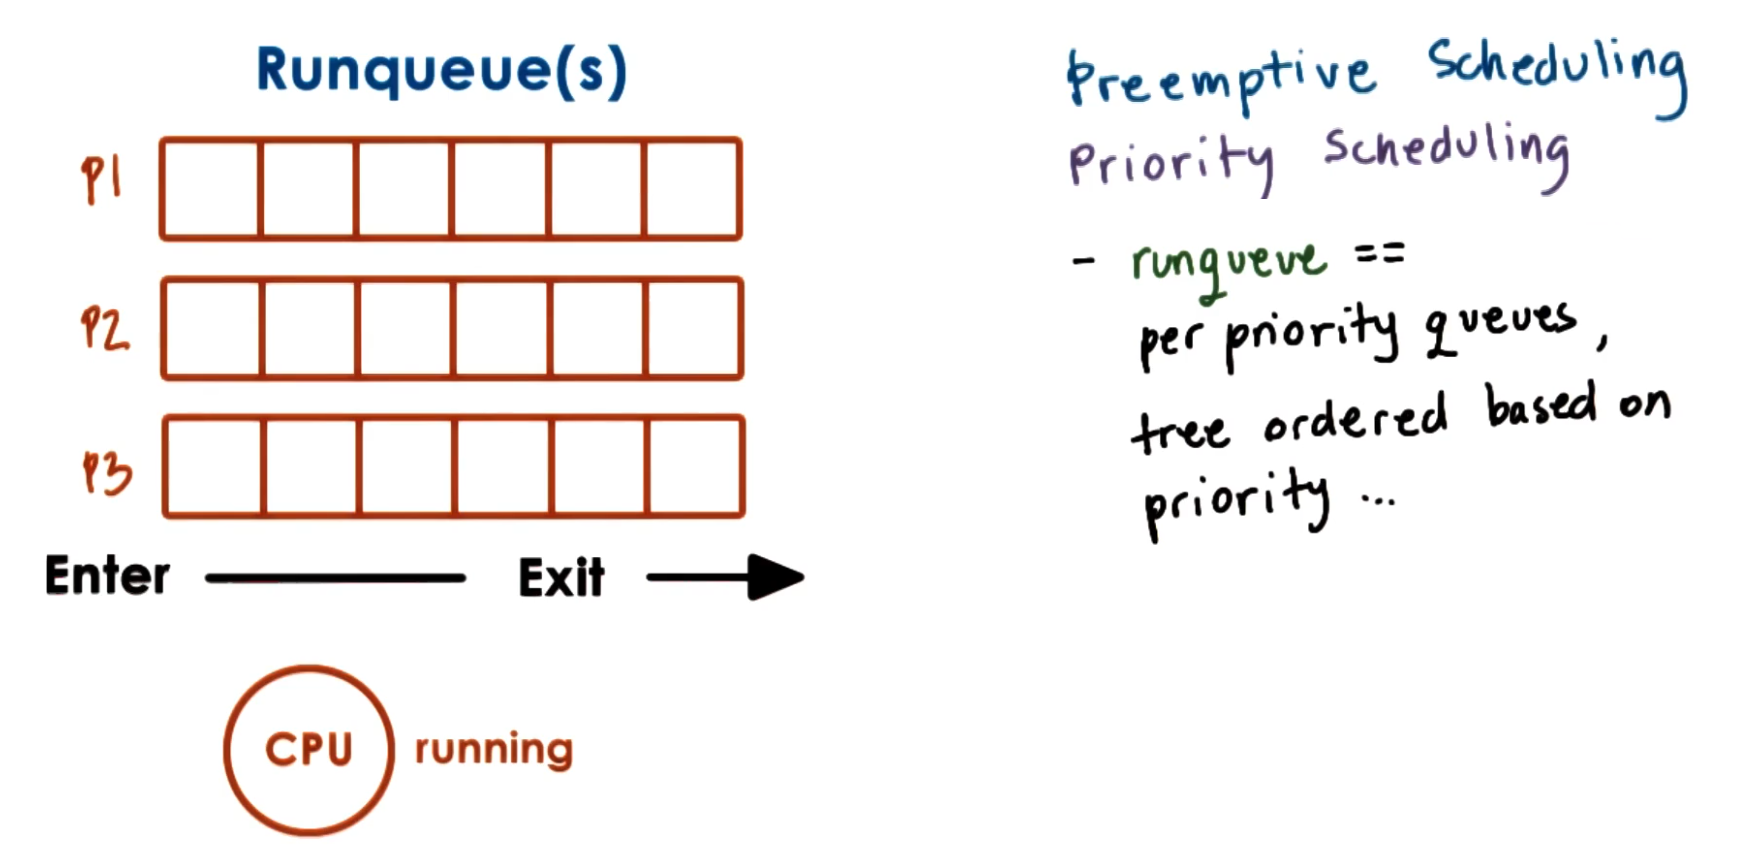 Runqueue(s)
P1
P2
P3
Enter
Exit
CPU
running
Preemptive Scheduling
Priority Scheduling
- runqueue ==
per priority queues,
tree ordered based on
priority ...